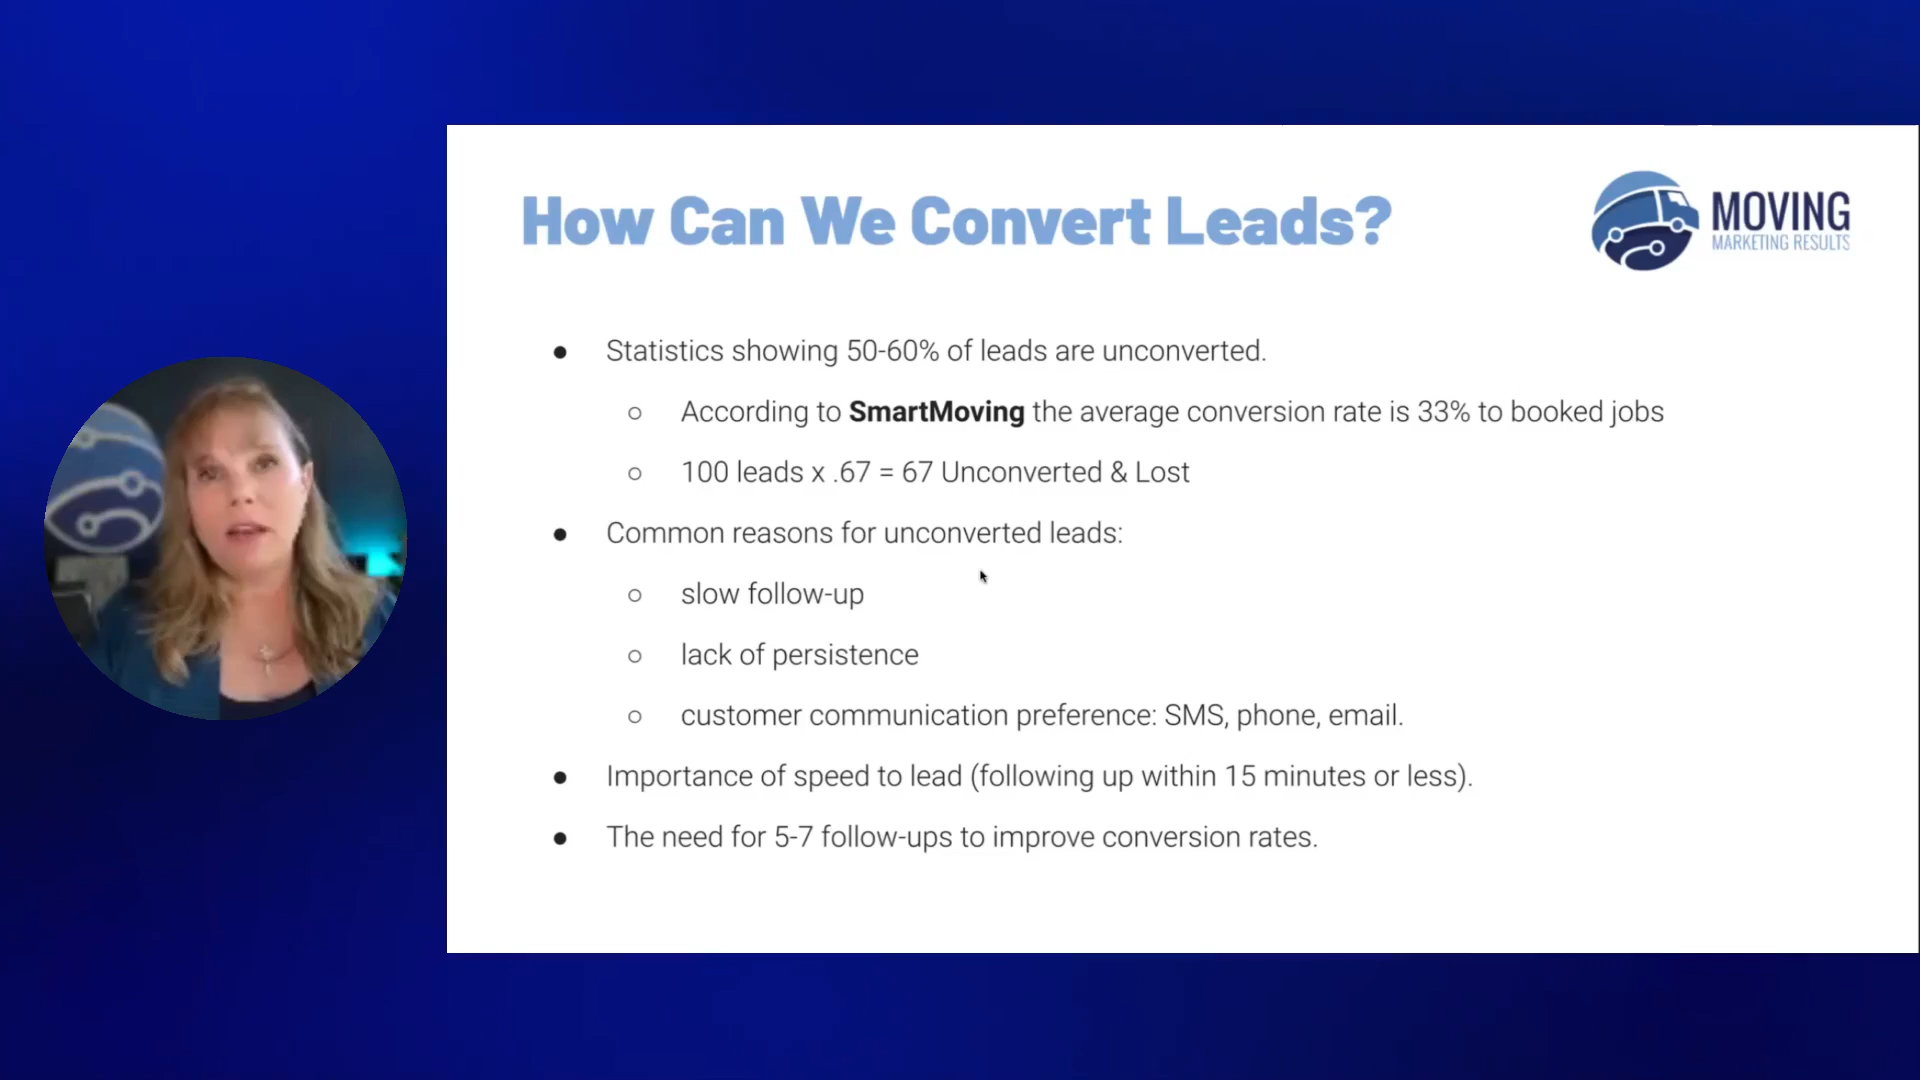 How Can We Convert Leads?
MOVING
MARKETING RESULTS
● Statistics showing 50-60% of leads are unconverted.
○ According to SmartMoving the average conversion rate is 33% to booked jobs
○ 100 leads x .67 = 67 Unconverted & Lost
● Common reasons for unconverted leads:
○ slow follow-up
○ lack of persistence
○ customer communication preference: SMS, phone, email.
● Importance of speed to lead (following up within 15 minutes or less).
● The need for 5-7 follow-ups to improve conversion rates.